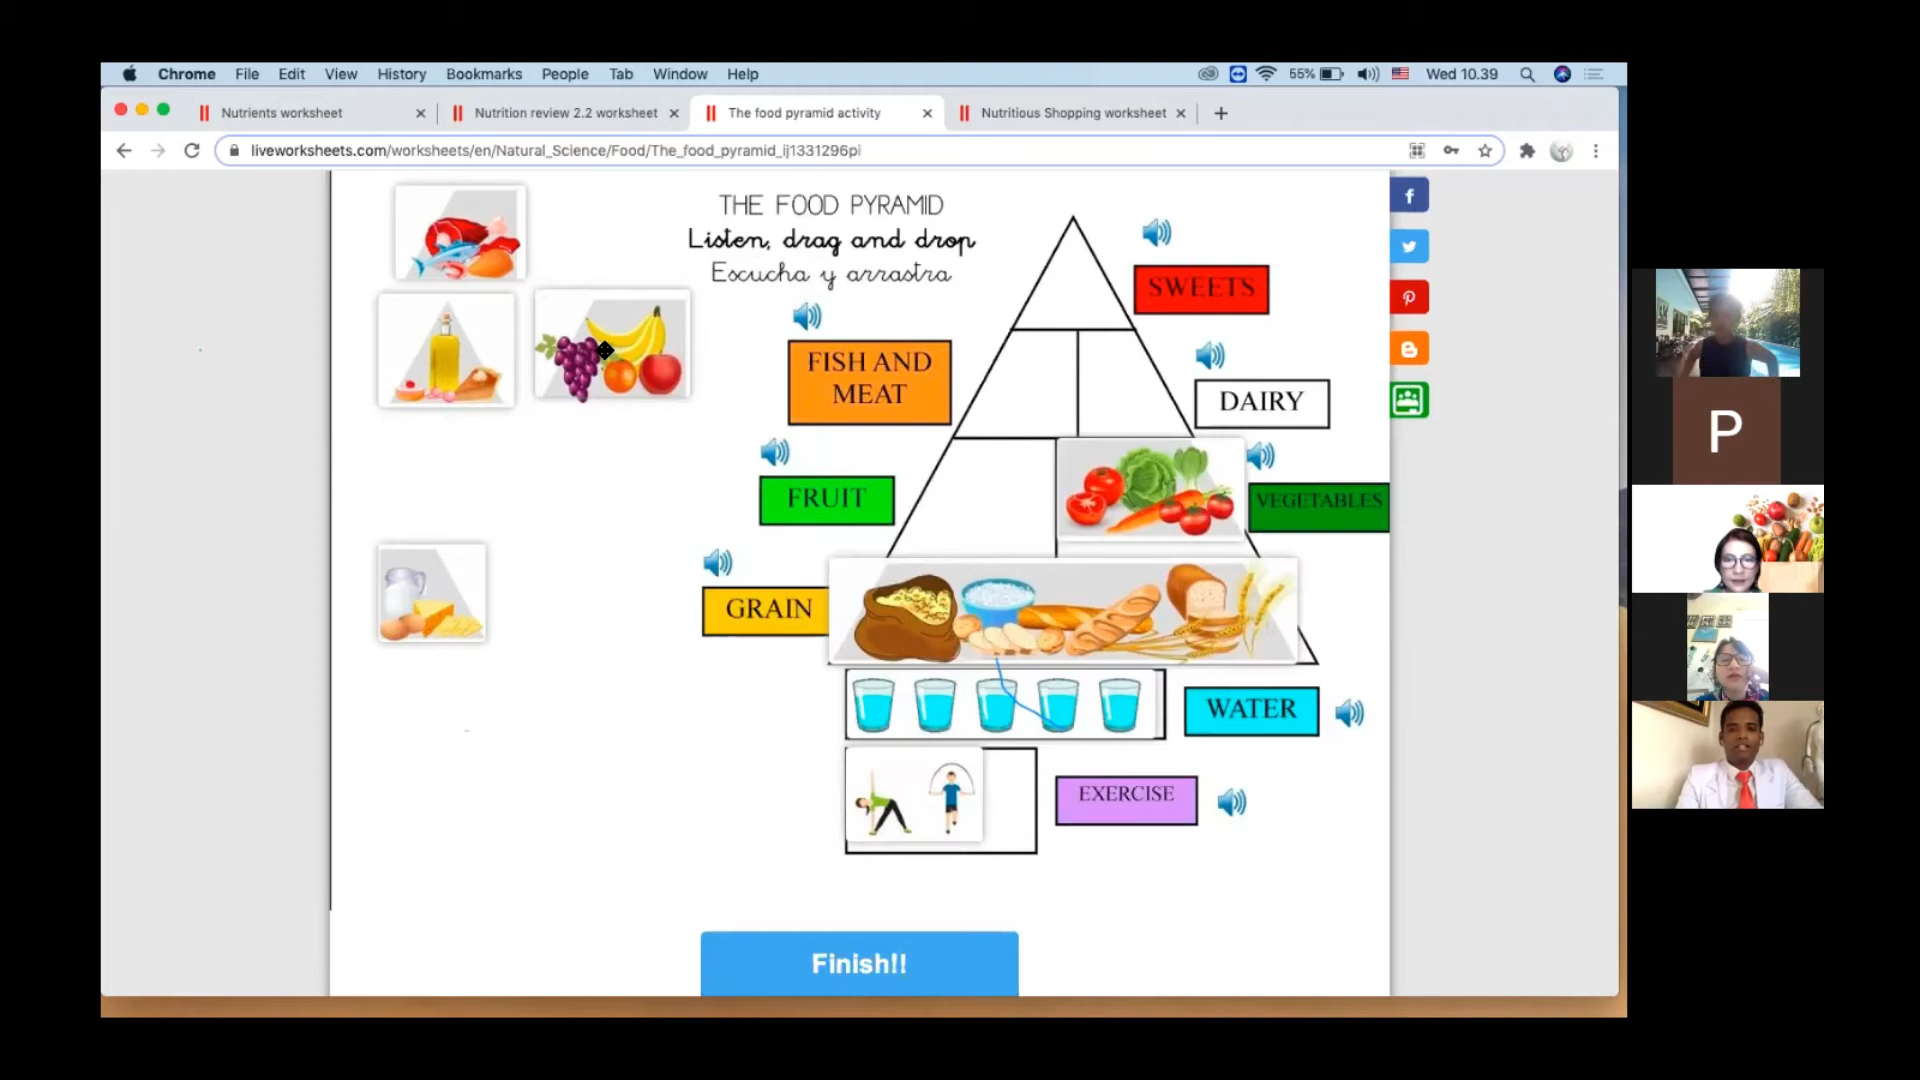 Chrome File Edit View History Bookmarks People Tab Window Help 55% Wed 10.39
Nutrients worksheet Nutrition review 2.2 worksheet The food pyramid activity Nutritious Shopping worksheet
liveworksheets.com/worksheets/en/Natural_Science/Food/The_food_pyramid_ij1331296pi
THE FOOD PYRAMID
Listen, drag and drop
Escucha y arrastra
SWEETS
FISH AND
MEAT
DAIRY
FRUIT
VEGETABLES
GRAIN
WATER
EXERCISE
Finish!!
P